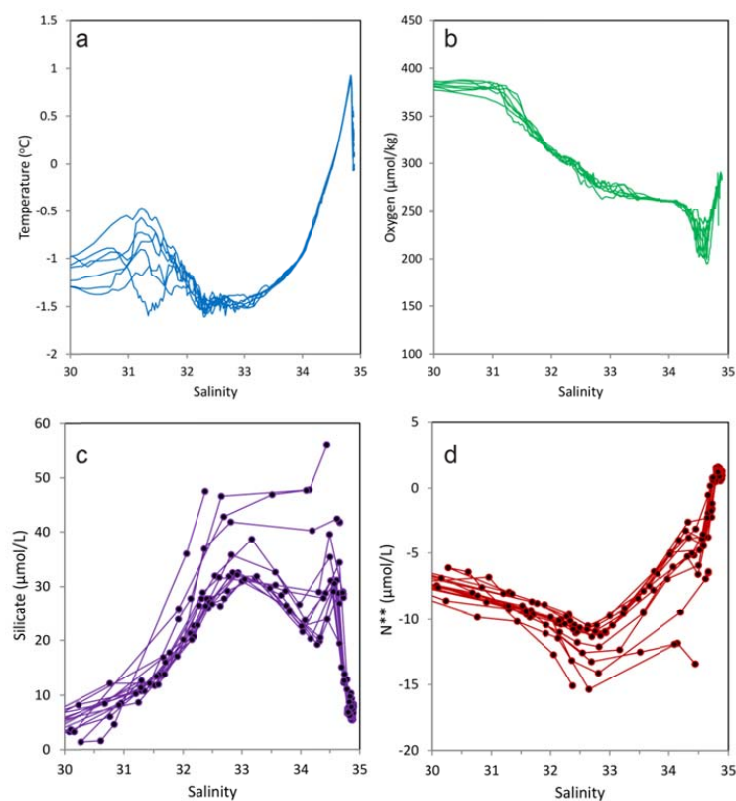 a
1.5
1
0.5
0
-0.5
-1
-1.5
-2
Temperature (°C)
30 31 32 33 34 35
Salinity
b
450
400
350
300
250
200
150
100
Oxygen (µmol/kg)
30 31 32 33 34 35
Salinity
c
60
50
40
30
20
10
0
Silicate (µmol/L)
30 31 32 33 34 35
Salinity
d
5
0
-5
-10
-15
-20
N** (µmol/L)
30 31 32 33 34 35
Salinity